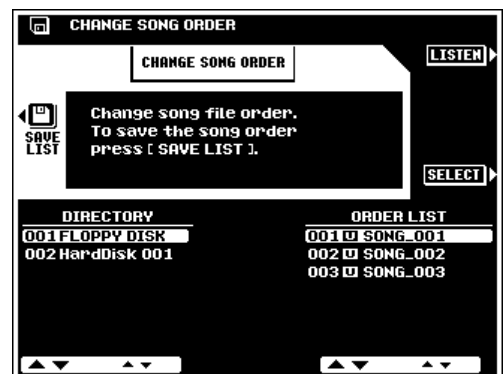 CHANGE SONG ORDER
CHANGE SONG ORDER
LISTEN
Change song file order.
To save the song order
press [ SAVE LIST ].
SAVE
LIST
SELECT
DIRECTORY
001 FLOPPY DISK
002 HardDisk 001
ORDER LIST
001 SONG_001
002 SONG_002
003 SONG_003